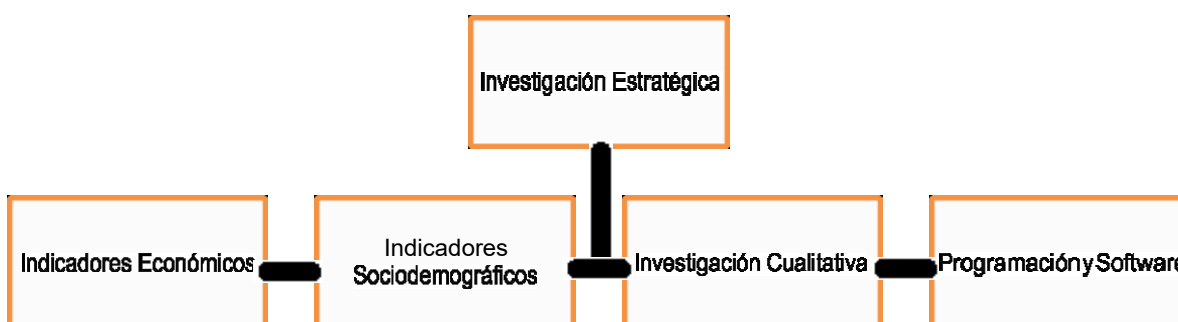 Investigación Estratégica
Indicadores Económicos
Indicadores
Sociodemográficos
Investigación Cualitativa
Programación y Software